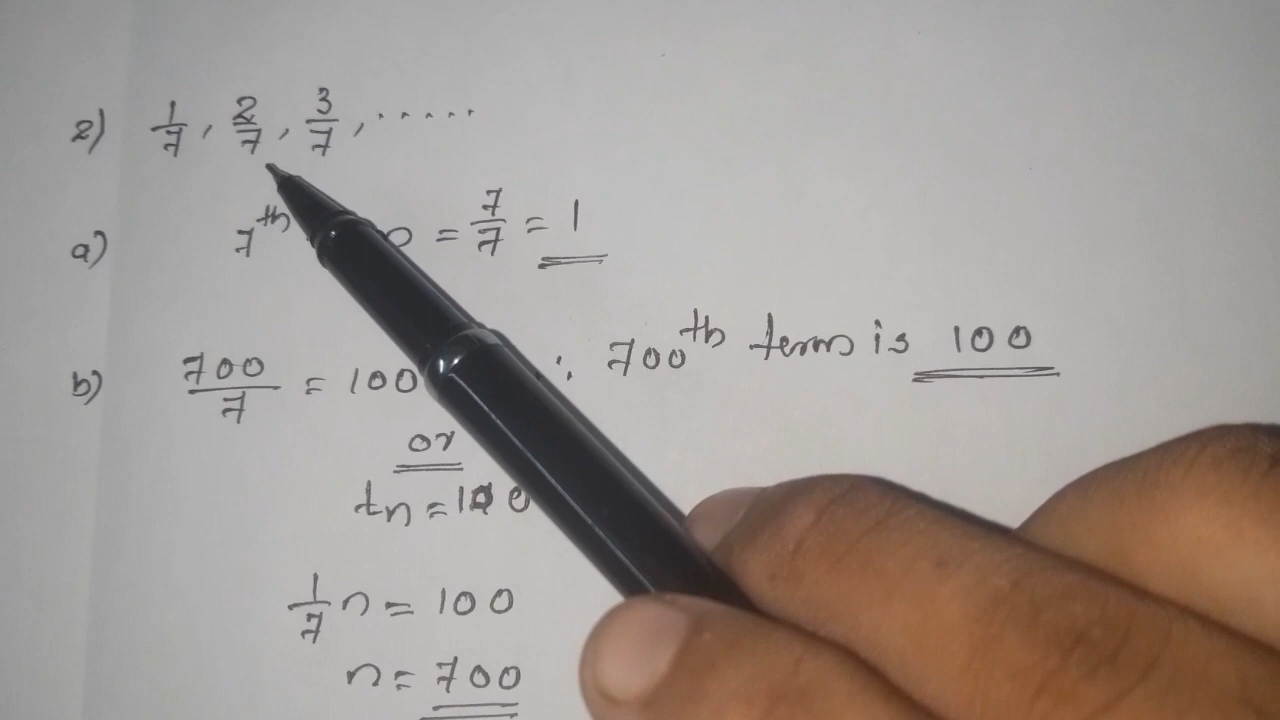 2) 1/7, 2/7, 3/7, .....
a) 7th = 7/7 = 1
b) 700/7 = 100 ∴ 700th term is 100
or
tn = 100
1/7 n = 100
n = 700